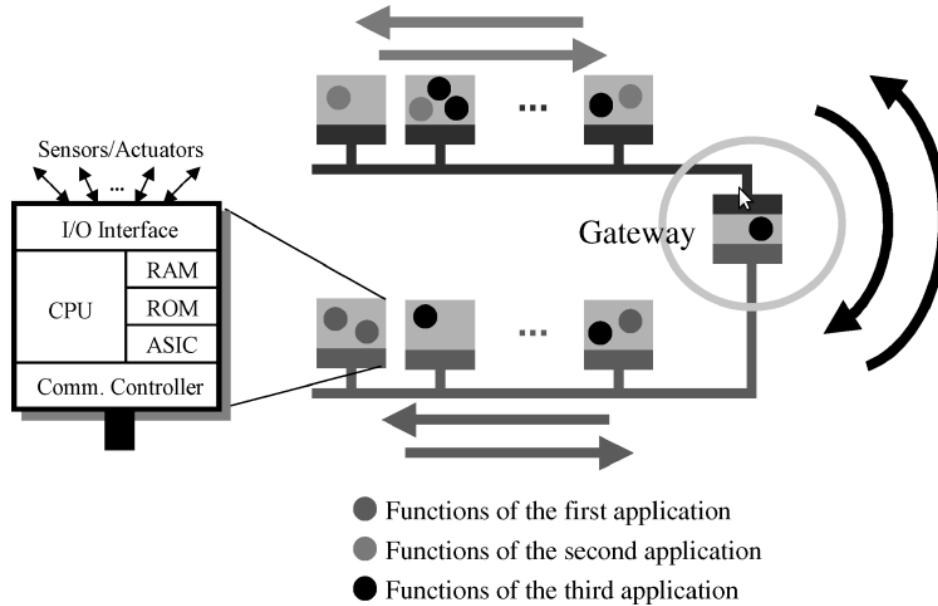 Sensors/Actuators
...
I/O Interface
CPU
RAM
ROM
ASIC
Comm. Controller
...
Gateway
...
Functions of the first application
Functions of the second application
Functions of the third application